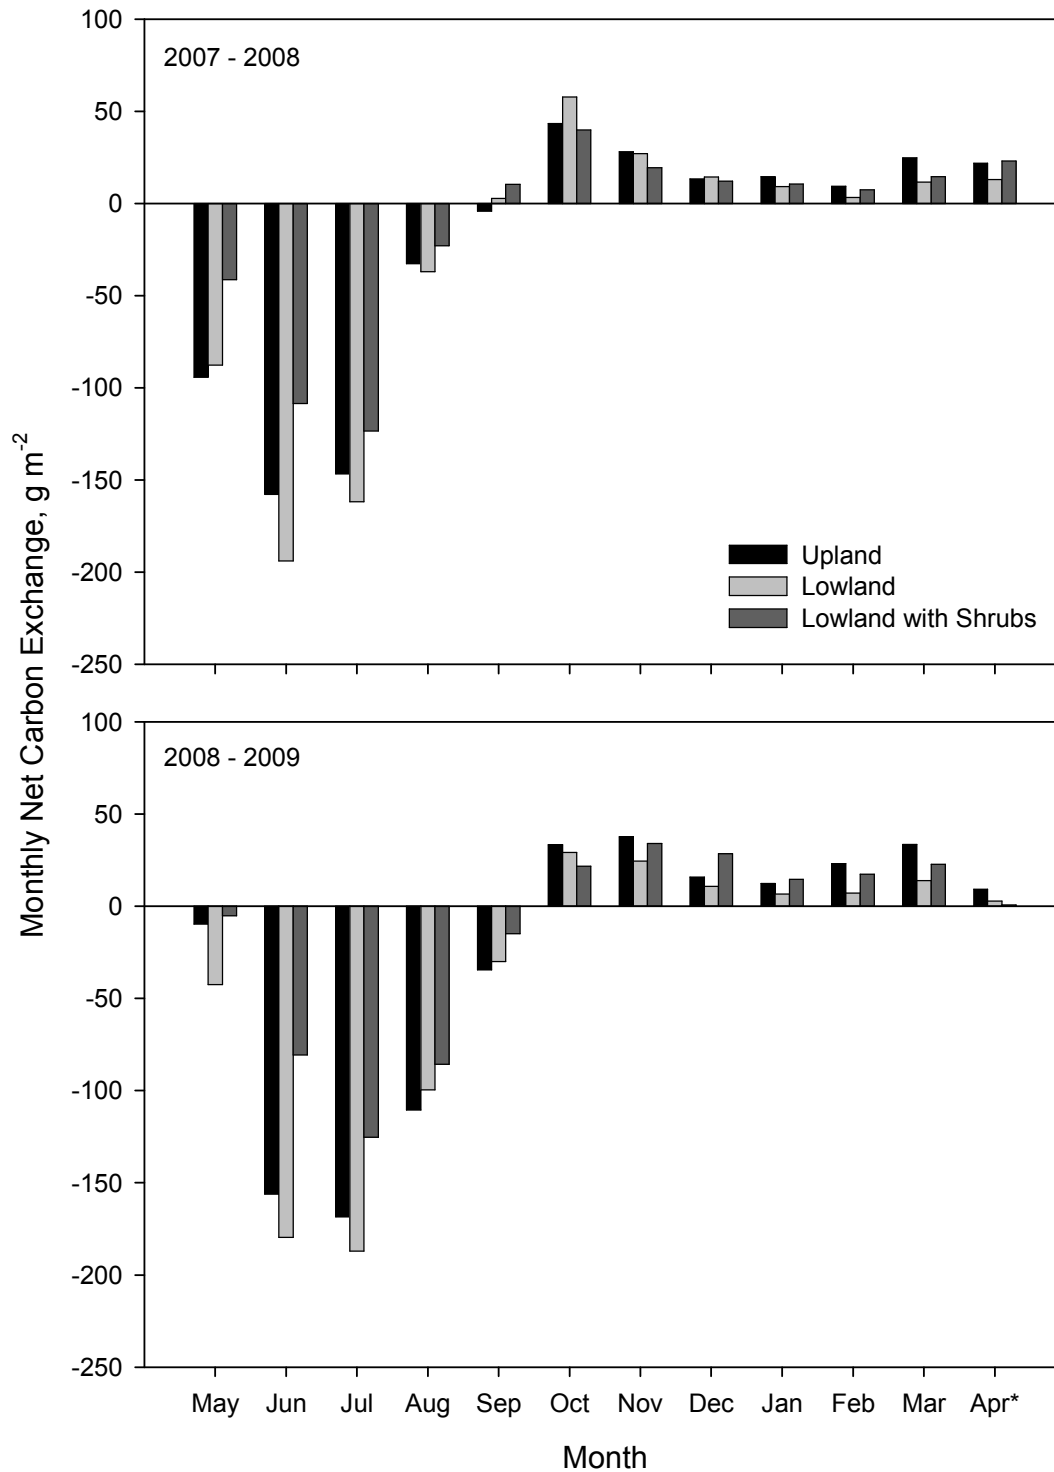 100
2007 - 2008
50
0
-50
-100
-150
-200
-250
Upland
Lowland
Lowland with Shrubs
Monthly Net Carbon Exchange, g m⁻²
100
2008 - 2009
50
0
-50
-100
-150
-200
-250
May Jun Jul Aug Sep Oct Nov Dec Jan Feb Mar Apr*
Month